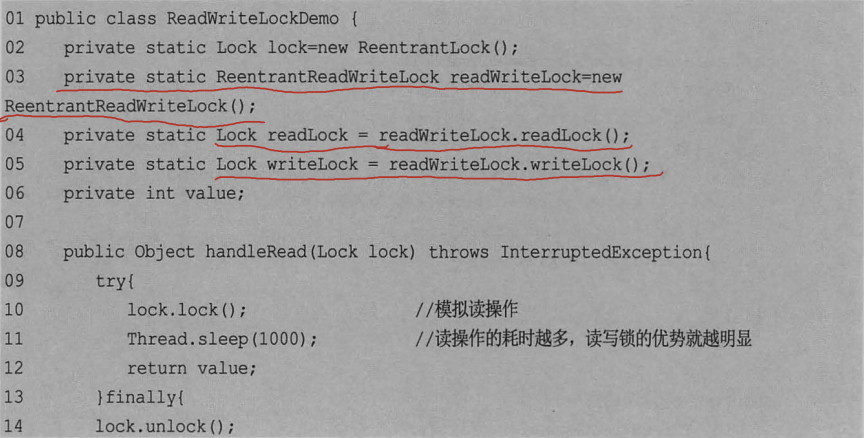 01 public class ReadWriteLockDemo {
02    private static Lock lock=new ReentrantLock();
03    private static ReentrantReadWriteLock readWriteLock=new
ReentrantReadWriteLock();
04    private static Lock readLock = readWriteLock.readLock();
05    private static Lock writeLock = readWriteLock.writeLock();
06    private int value;
07
08    public Object handleRead(Lock lock) throws InterruptedException{
09       try{
10          lock.lock();                //模拟读操作
11          Thread.sleep(1000);         //读操作的耗时越多，读写锁的优势就越明显
12          return value;
13       }finally{
14       lock.unlock();